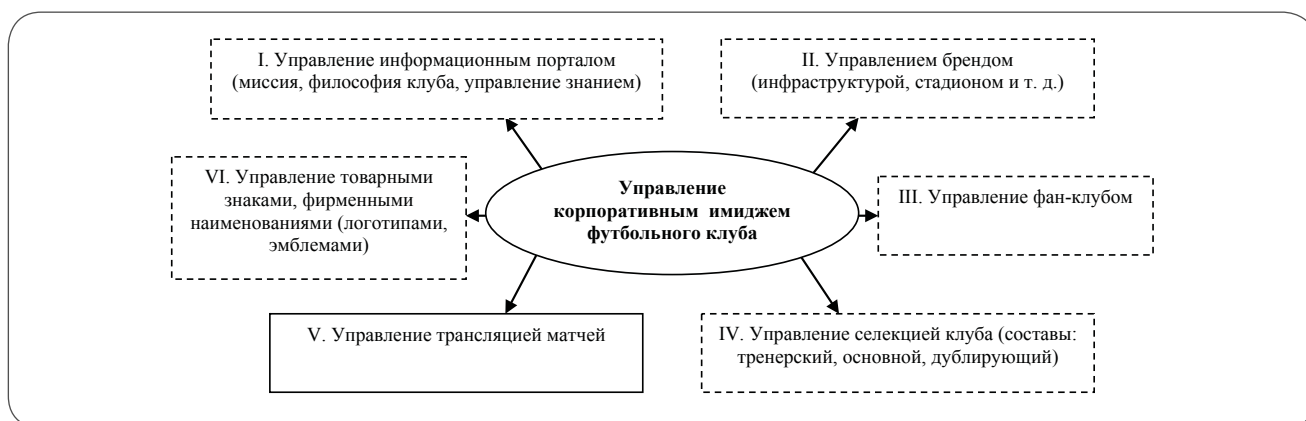 I. Управление информационным порталом
(миссия, философия клуба, управление знанием)
II. Управлением брендом
(инфраструктурой, стадионом и т. д.)
VI. Управление товарными
знаками, фирменными
наименованиями (логотипами,
эмблемами)
Управление
корпоративным имиджем
футбольного клуба
III. Управление фан-клубом
V. Управление трансляцией матчей
IV. Управление селекцией клуба (составы:
тренерский, основной, дублирующий)